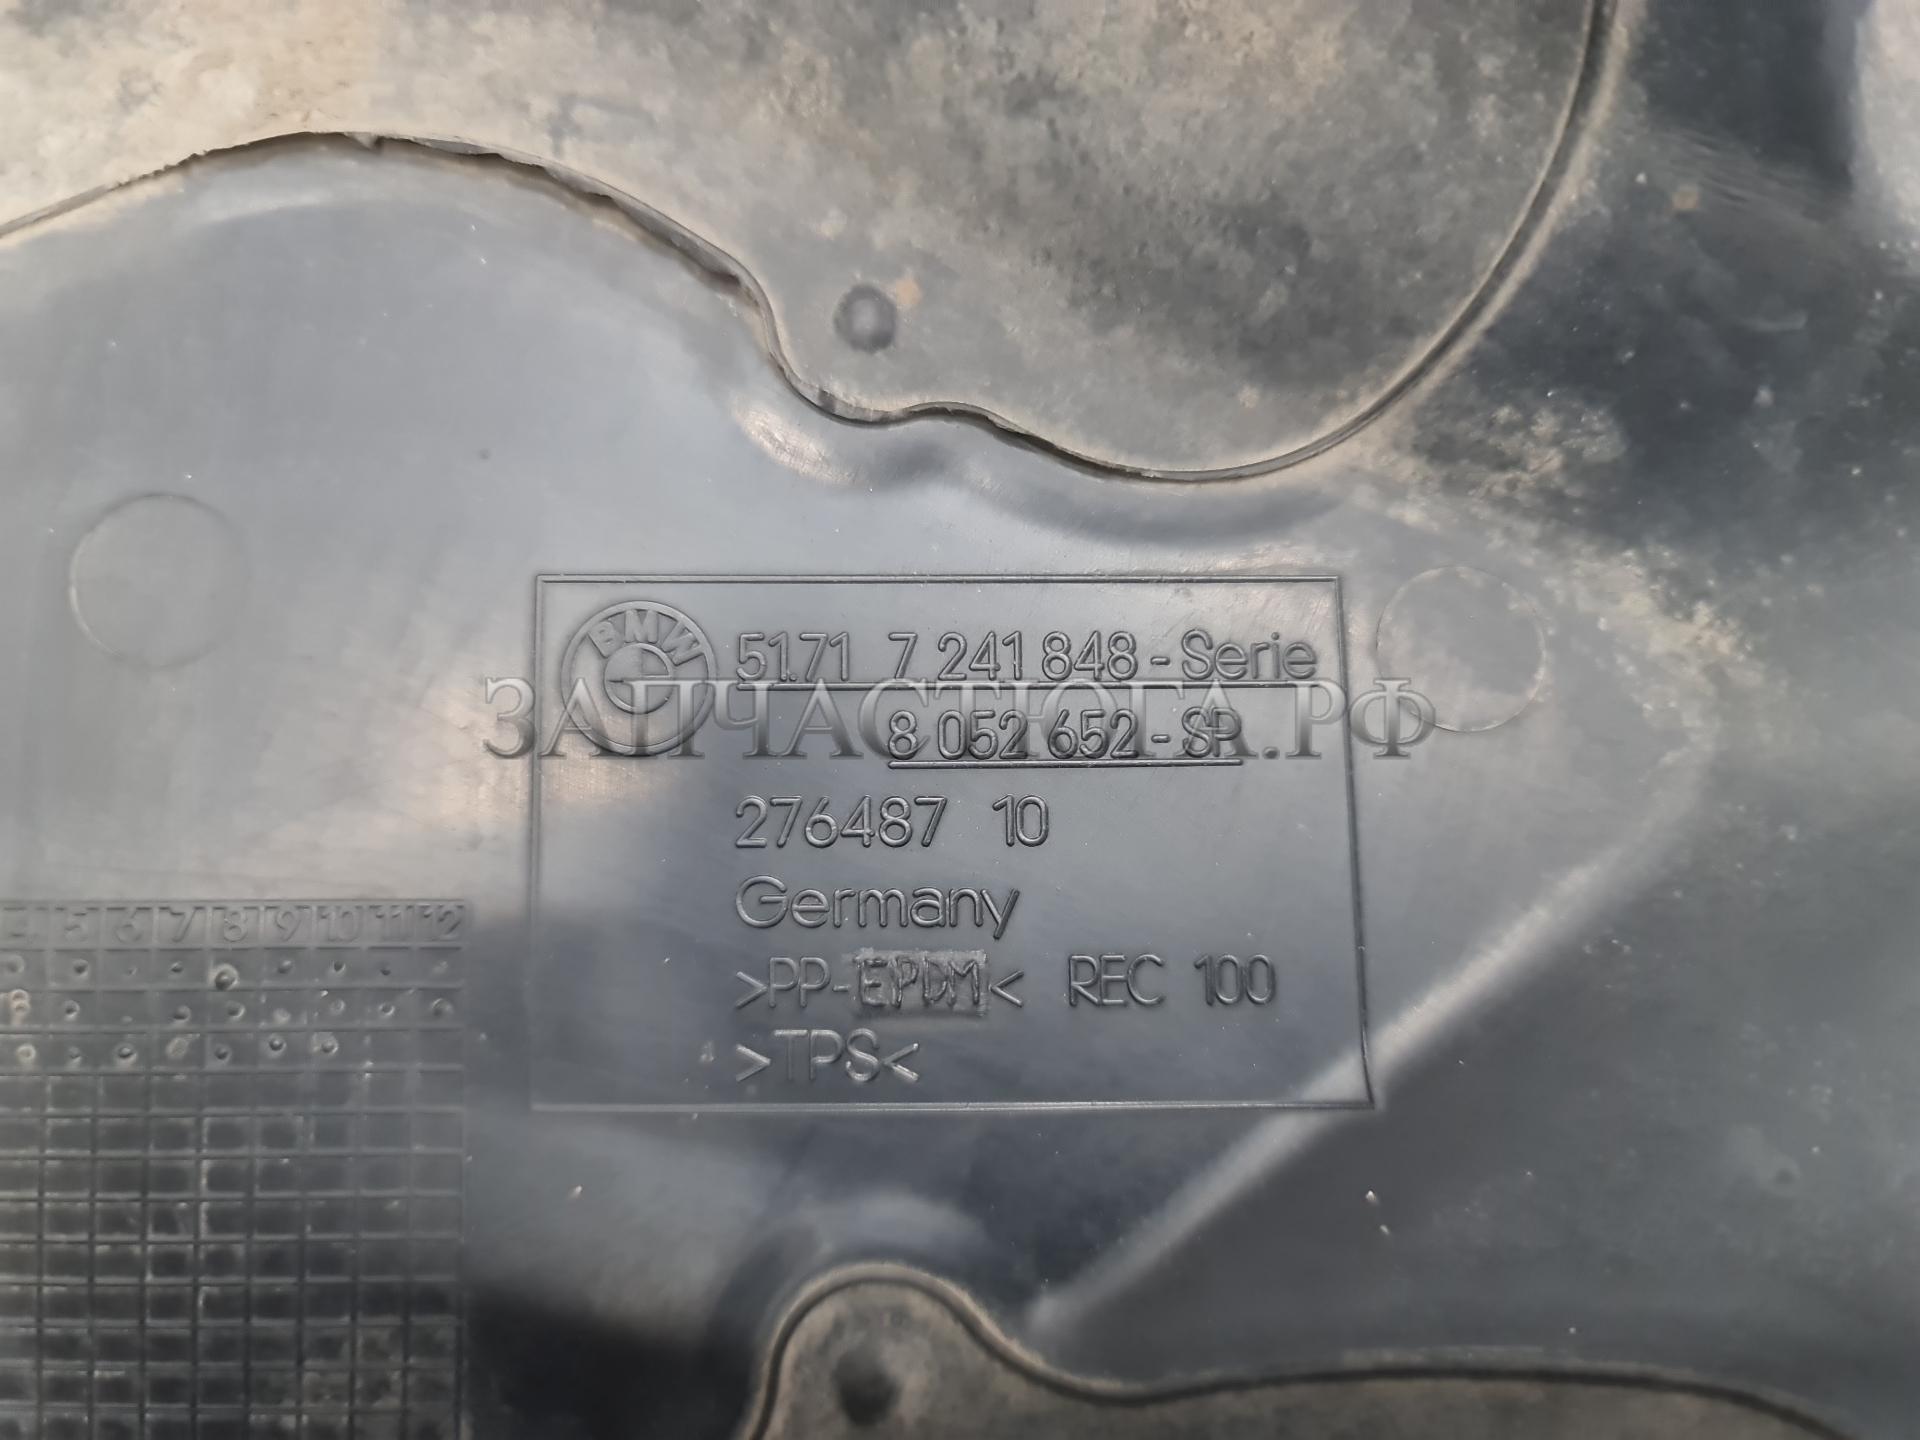 BMW
51.71 7 241 848 - Serie
8 052 652 - SP
ЗАПЧАСТЮГА.РФ
276487 10
Germany
>PP-EPDM< REC 100
>TPS<
4 5 6 7 8 9 10 11 12